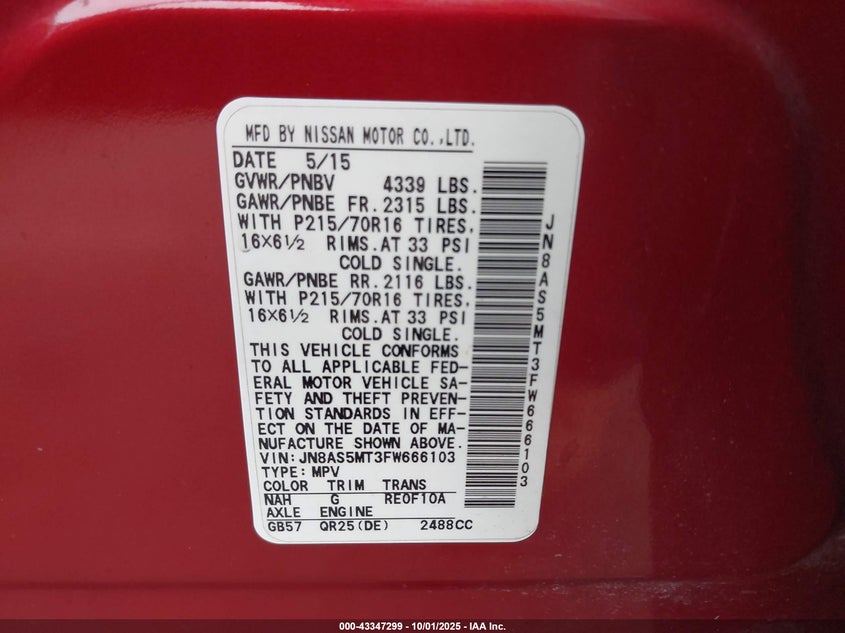 MFD BY NISSAN MOTOR CO.,LTD.
DATE 5/15
GVWR/PNBV 4339 LBS.
GAWR/PNBE FR. 2315 LBS.
WITH P215/70R16 TIRES,
16X6½ RIMS.AT 33 PSI
COLD SINGLE.
GAWR/PNBE RR. 2116 LBS.
WITH P215/70R16 TIRES,
16X6½ RIMS.AT 33 PSI
COLD SINGLE.
THIS VEHICLE CONFORMS
TO ALL APPLICABLE FED-
ERAL MOTOR VEHICLE SA-
FETY AND THEFT PREVEN-
TION STANDARDS IN EFF-
ECT ON THE DATE OF MA-
NUFACTURE SHOWN ABOVE.
VIN: JN8AS5MT3FW666103
TYPE: MPV
COLOR TRIM TRANS
NAH G RE0F10A
AXLE ENGINE
GB57 QR25(DE) 2488CC
JN8AS5MT3FW666103
000-43347299 - 10/01/2025 - IAA Inc.